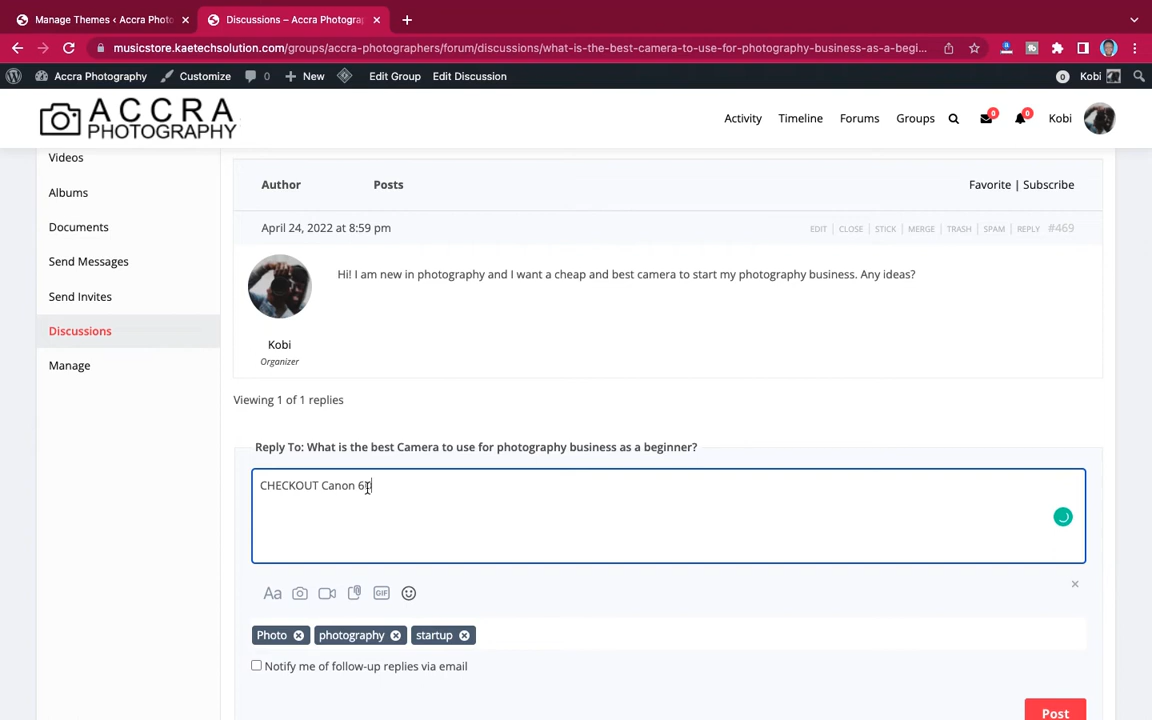 Manage Themes ‹ Accra Photo
Discussions – Accra Photogra
musicstore.kaetechsolution.com/groups/accra-photographers/forum/discussions/what-is-the-best-camera-to-use-for-photography-business-as-a-begi...
Accra Photography
Customize
0
New
Edit Group
Edit Discussion
0
Kobi
ACCRA
PHOTOGRAPHY
Activity
Timeline
Forums
Groups
0
0
Kobi
Videos
Albums
Documents
Send Messages
Send Invites
Discussions
Manage
Author
Posts
Favorite | Subscribe
April 24, 2022 at 8:59 pm
EDIT
CLOSE
STICK
MERGE
TRASH
SPAM
REPLY
#469
Hi! I am new in photography and I want a cheap and best camera to start my photography business. Any ideas?
Kobi
Organizer
Viewing 1 of 1 replies
Reply To: What is the best Camera to use for photography business as a beginner?
CHECKOUT Canon
Aa
GIF
Photo
photography
startup
Notify me of follow-up replies via email
Post